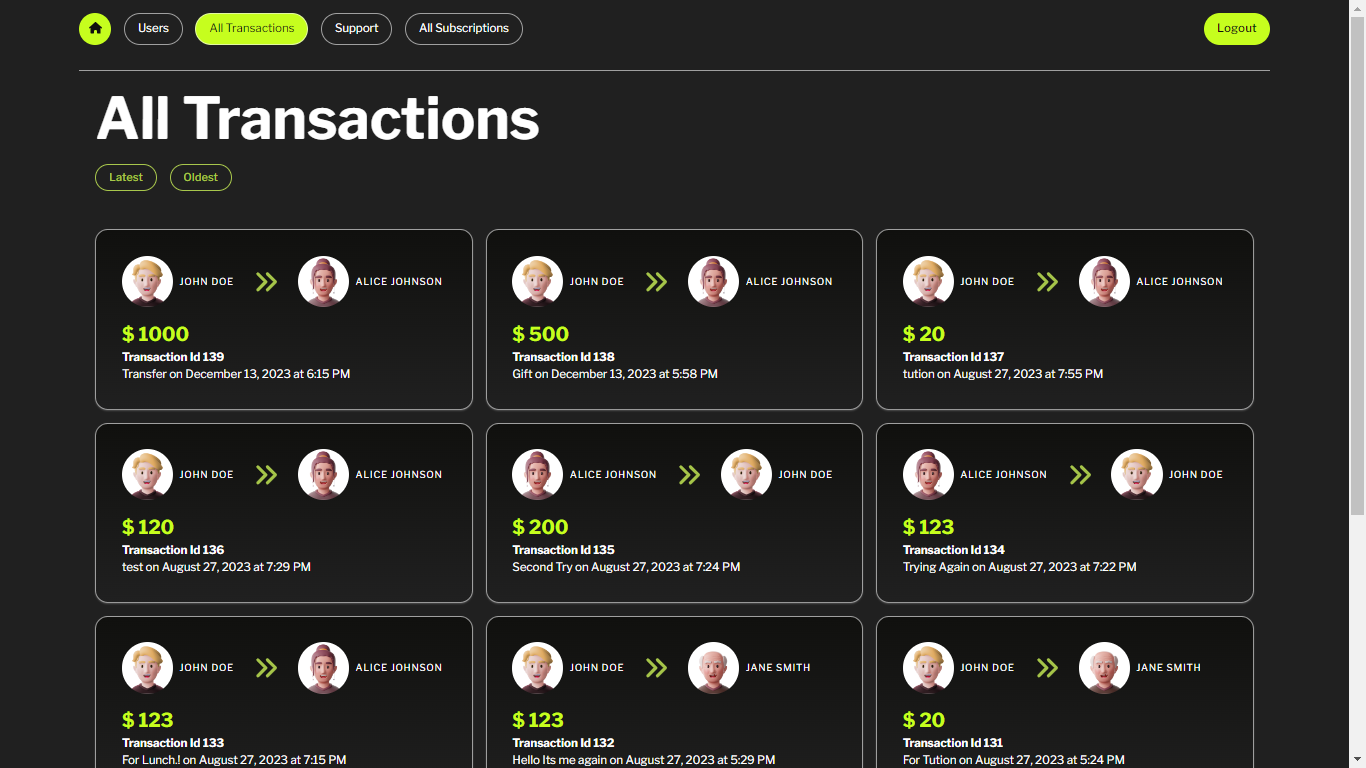 Users
All Transactions
Support
All Subscriptions
Logout
All Transactions
Latest
Oldest
JOHN DOE
ALICE JOHNSON
$ 1000
Transaction Id 139
Transfer on December 13, 2023 at 6:15 PM
JOHN DOE
ALICE JOHNSON
$ 500
Transaction Id 138
Gift on December 13, 2023 at 5:58 PM
JOHN DOE
ALICE JOHNSON
$ 20
Transaction Id 137
tution on August 27, 2023 at 7:55 PM
JOHN DOE
ALICE JOHNSON
$ 120
Transaction Id 136
test on August 27, 2023 at 7:29 PM
ALICE JOHNSON
JOHN DOE
$ 200
Transaction Id 135
Second Try on August 27, 2023 at 7:24 PM
ALICE JOHNSON
JOHN DOE
$ 123
Transaction Id 134
Trying Again on August 27, 2023 at 7:22 PM
JOHN DOE
ALICE JOHNSON
$ 123
Transaction Id 133
For Lunch.! on August 27, 2023 at 7:15 PM
JOHN DOE
JANE SMITH
$ 123
Transaction Id 132
Hello Its me again on August 27, 2023 at 5:29 PM
JOHN DOE
JANE SMITH
$ 20
Transaction Id 131
For Tution on August 27, 2023 at 5:24 PM